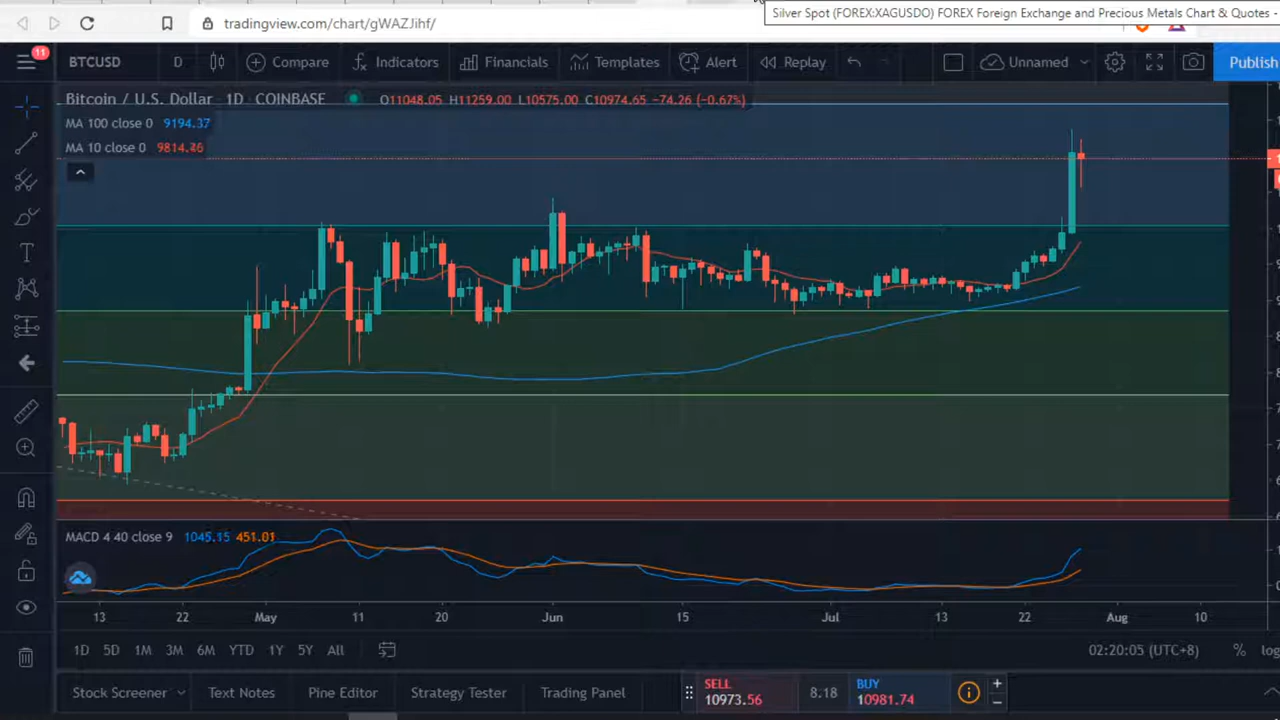 Silver Spot (FOREX:XAGUSDO) FOREX Foreign Exchange and Precious Metals Chart & Quotes -
tradingview.com/chart/gWAZJihf/
11
BTCUSD D Compare Indicators Financials Templates Alert Replay Unnamed Publish
Bitcoin / U.S. Dollar · 1D · COINBASE O11048.05 H11259.00 L10575.00 C10974.65 −74.26 (−0.67%)
MA 100 close 0 9194.37
MA 10 close 0 9814.76
MACD 4 40 close 9 1045.15 451.01
13 22 May 11 20 Jun 15 Jul 13 22 Aug 10
1D 5D 1M 3M 6M YTD 1Y 5Y All 02:20:05 (UTC+8) % log
Stock Screener Text Notes Pine Editor Strategy Tester Trading Panel
SELL
10973.56
8.18
BUY
10981.74